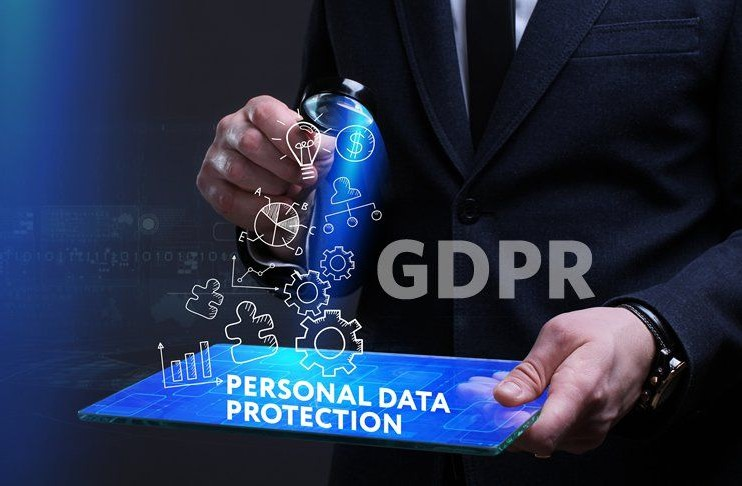 $
A
B
C
D
E
GDPR
PERSONAL DATA
PROTECTION